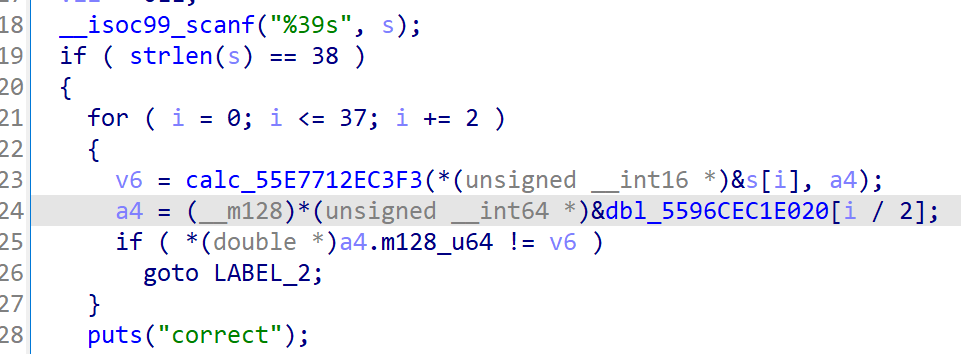 18 __isoc99_scanf("%39s", s);
19 if ( strlen(s) == 38 )
20 {
21 for ( i = 0; i <= 37; i += 2 )
22 {
23 v6 = calc_55E7712EC3F3(*(unsigned __int16 *)&s[i], a4);
24 a4 = (__m128)*(unsigned __int64 *)&dbl_5596CEC1E020[i / 2];
25 if ( *(double *)a4.m128_u64 != v6 )
26 goto LABEL_2;
27 }
28 puts("correct");